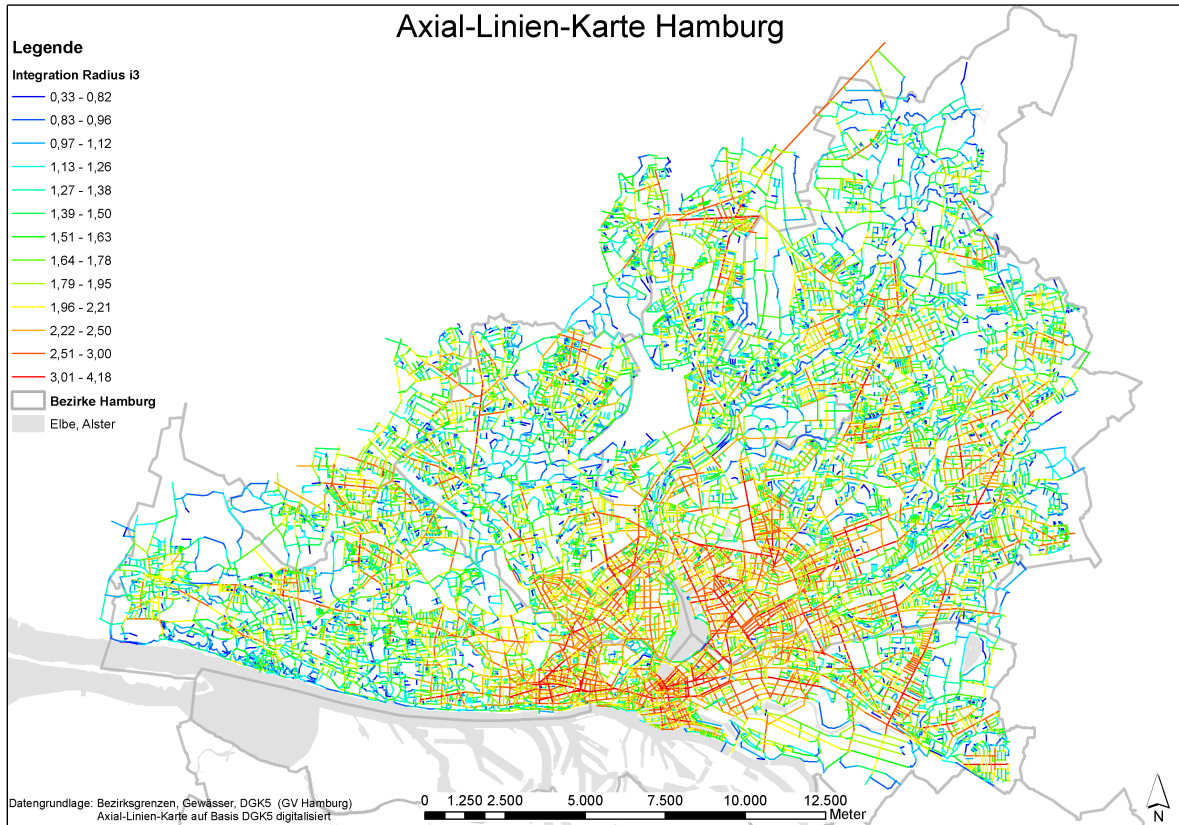 Axial-Linien-Karte Hamburg
Legende
Integration Radius i3
0,33 - 0,82
0,83 - 0,96
0,97 - 1,12
1,13 - 1,26
1,27 - 1,38
1,39 - 1,50
1,51 - 1,63
1,64 - 1,78
1,79 - 1,95
1,96 - 2,21
2,22 - 2,50
2,51 - 3,00
3,01 - 4,18
Bezirke Hamburg
Elbe, Alster
Datengrundlage: Bezirksgrenzen, Gewässer, DGK5 (GV Hamburg)
Axial-Linien-Karte auf Basis DGK5 digitalisiert
0 1.250 2.500 5.000 7.500 10.000 12.500
Meter
N